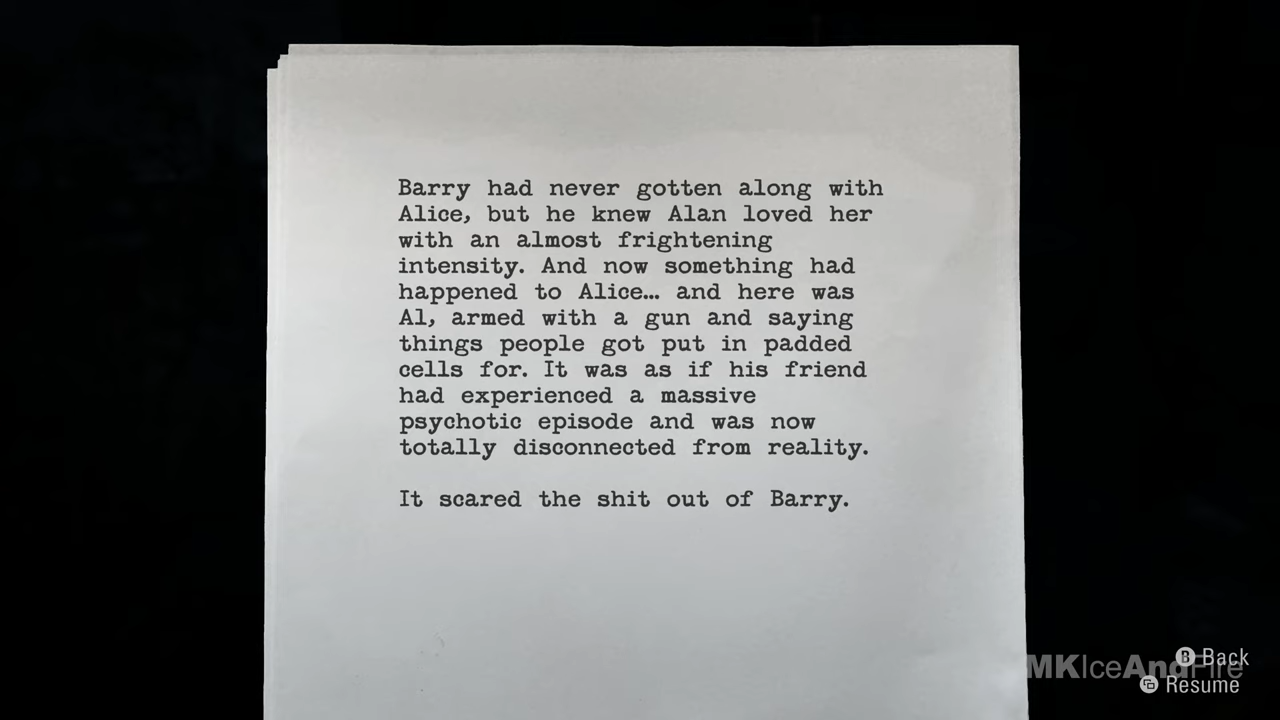 Barry had never gotten along with
Alice, but he knew Alan loved her
with an almost frightening
intensity. And now something had
happened to Alice… and here was
Al, armed with a gun and saying
things people got put in padded
cells for. It was as if his friend
had experienced a massive
psychotic episode and was now
totally disconnected from reality.

It scared the shit out of Barry.
MKIceAndFire
B Back
Resume